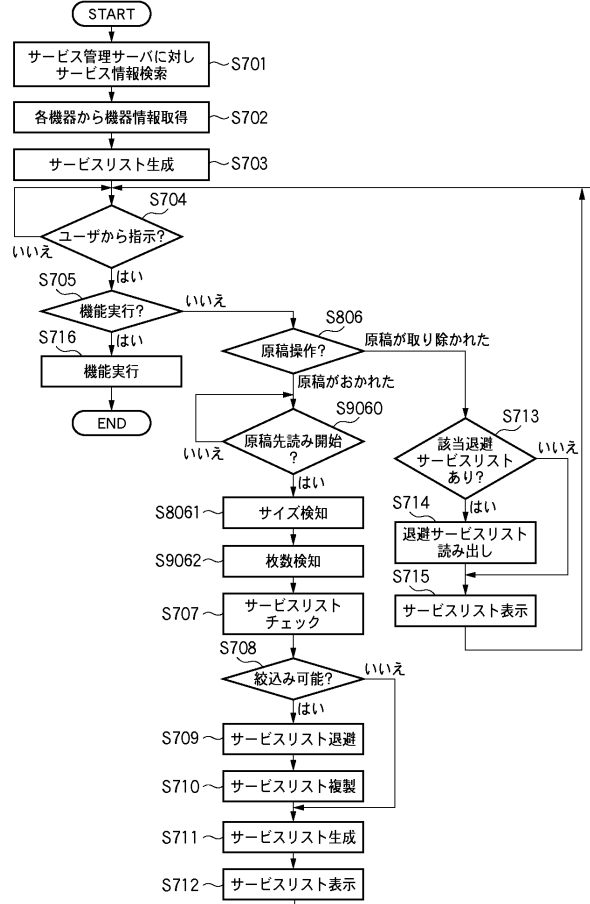 START
サービス管理サーバに対し
サービス情報検索
S701
各機器から機器情報取得
S702
サービスリスト生成
S703
S704
ユーザから指示?
いいえ
はい
S705
機能実行?
いいえ
はい
S716
機能実行
END
S806
原稿操作?
原稿が取り除かれた
原稿がおかれた
S9060
原稿先読み開始
?
いいえ
はい
S8061
サイズ検知
S9062
枚数検知
S707
サービスリスト
チェック
S708
絞込み可能?
いいえ
はい
S709
サービスリスト退避
S710
サービスリスト複製
S711
サービスリスト生成
S712
サービスリスト表示
S713
該当退避
サービスリスト
あり?
いいえ
はい
S714
退避サービスリスト
読み出し
S715
サービスリスト表示